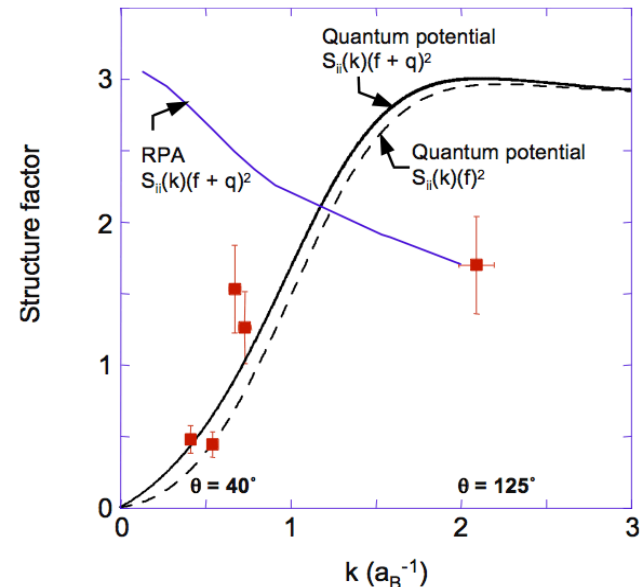 Quantum potential
Sᵢᵢ(k)(f + q)²
3
RPA
Sᵢᵢ(k)(f + q)²
Quantum potential
Sᵢᵢ(k)(f)²
2
Structure factor
1
θ = 40°
θ = 125°
0
0
1
2
3
k (a_B⁻¹)